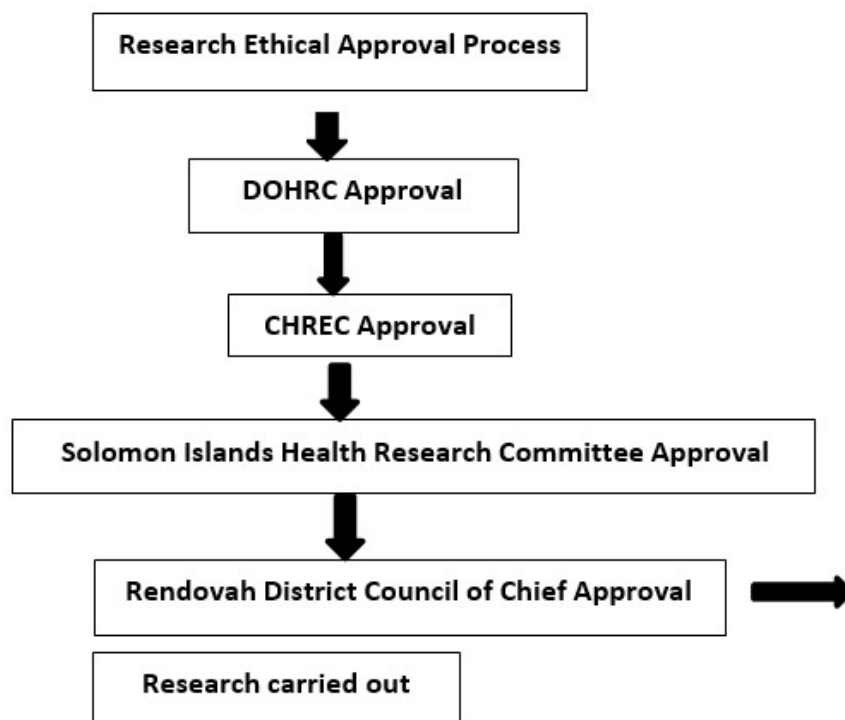 Research Ethical Approval Process
DOHRC Approval
CHREC Approval
Solomon Islands Health Research Committee Approval
Rendovah District Council of Chief Approval
Research carried out